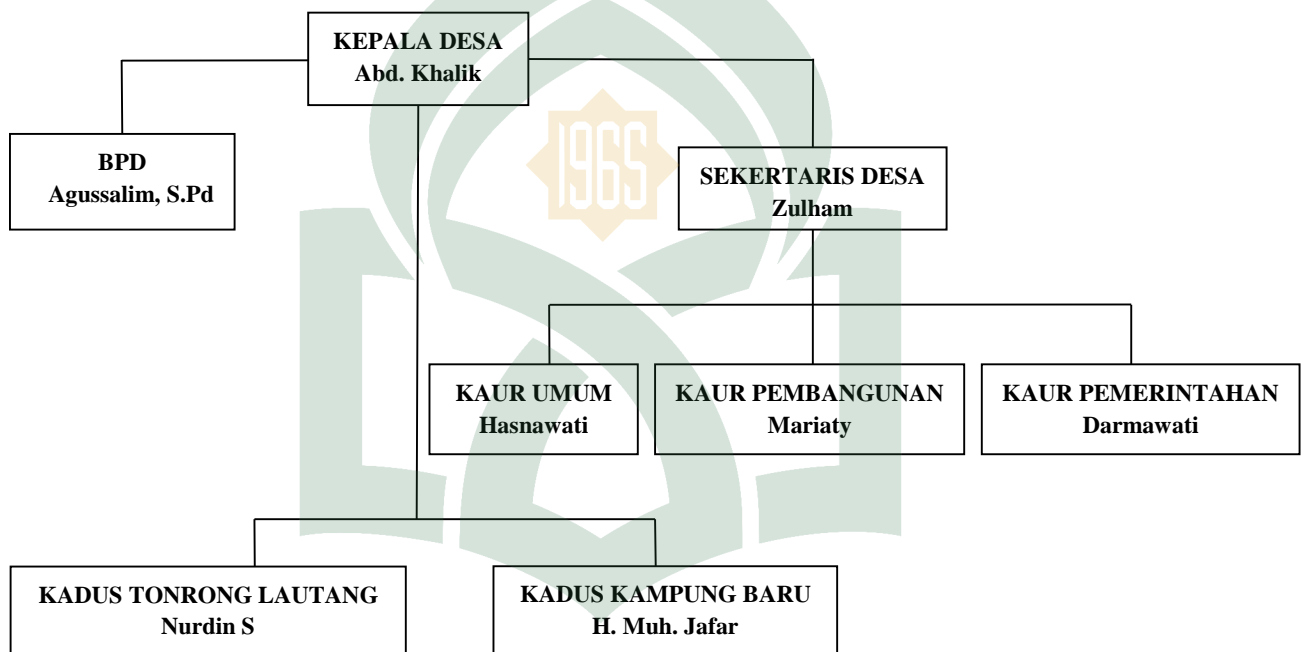 KEPALA DESA
Abd. Khalik
BPD
Agussalim, S.Pd
SEKERTARIS DESA
Zulham
1965
KAUR UMUM
Hasnawati
KAUR PEMBANGUNAN
Mariaty
KAUR PEMERINTAHAN
Darmawati
KADUS TONRONG LAUTANG
Nurdin S
KADUS KAMPUNG BARU
H. Muh. Jafar